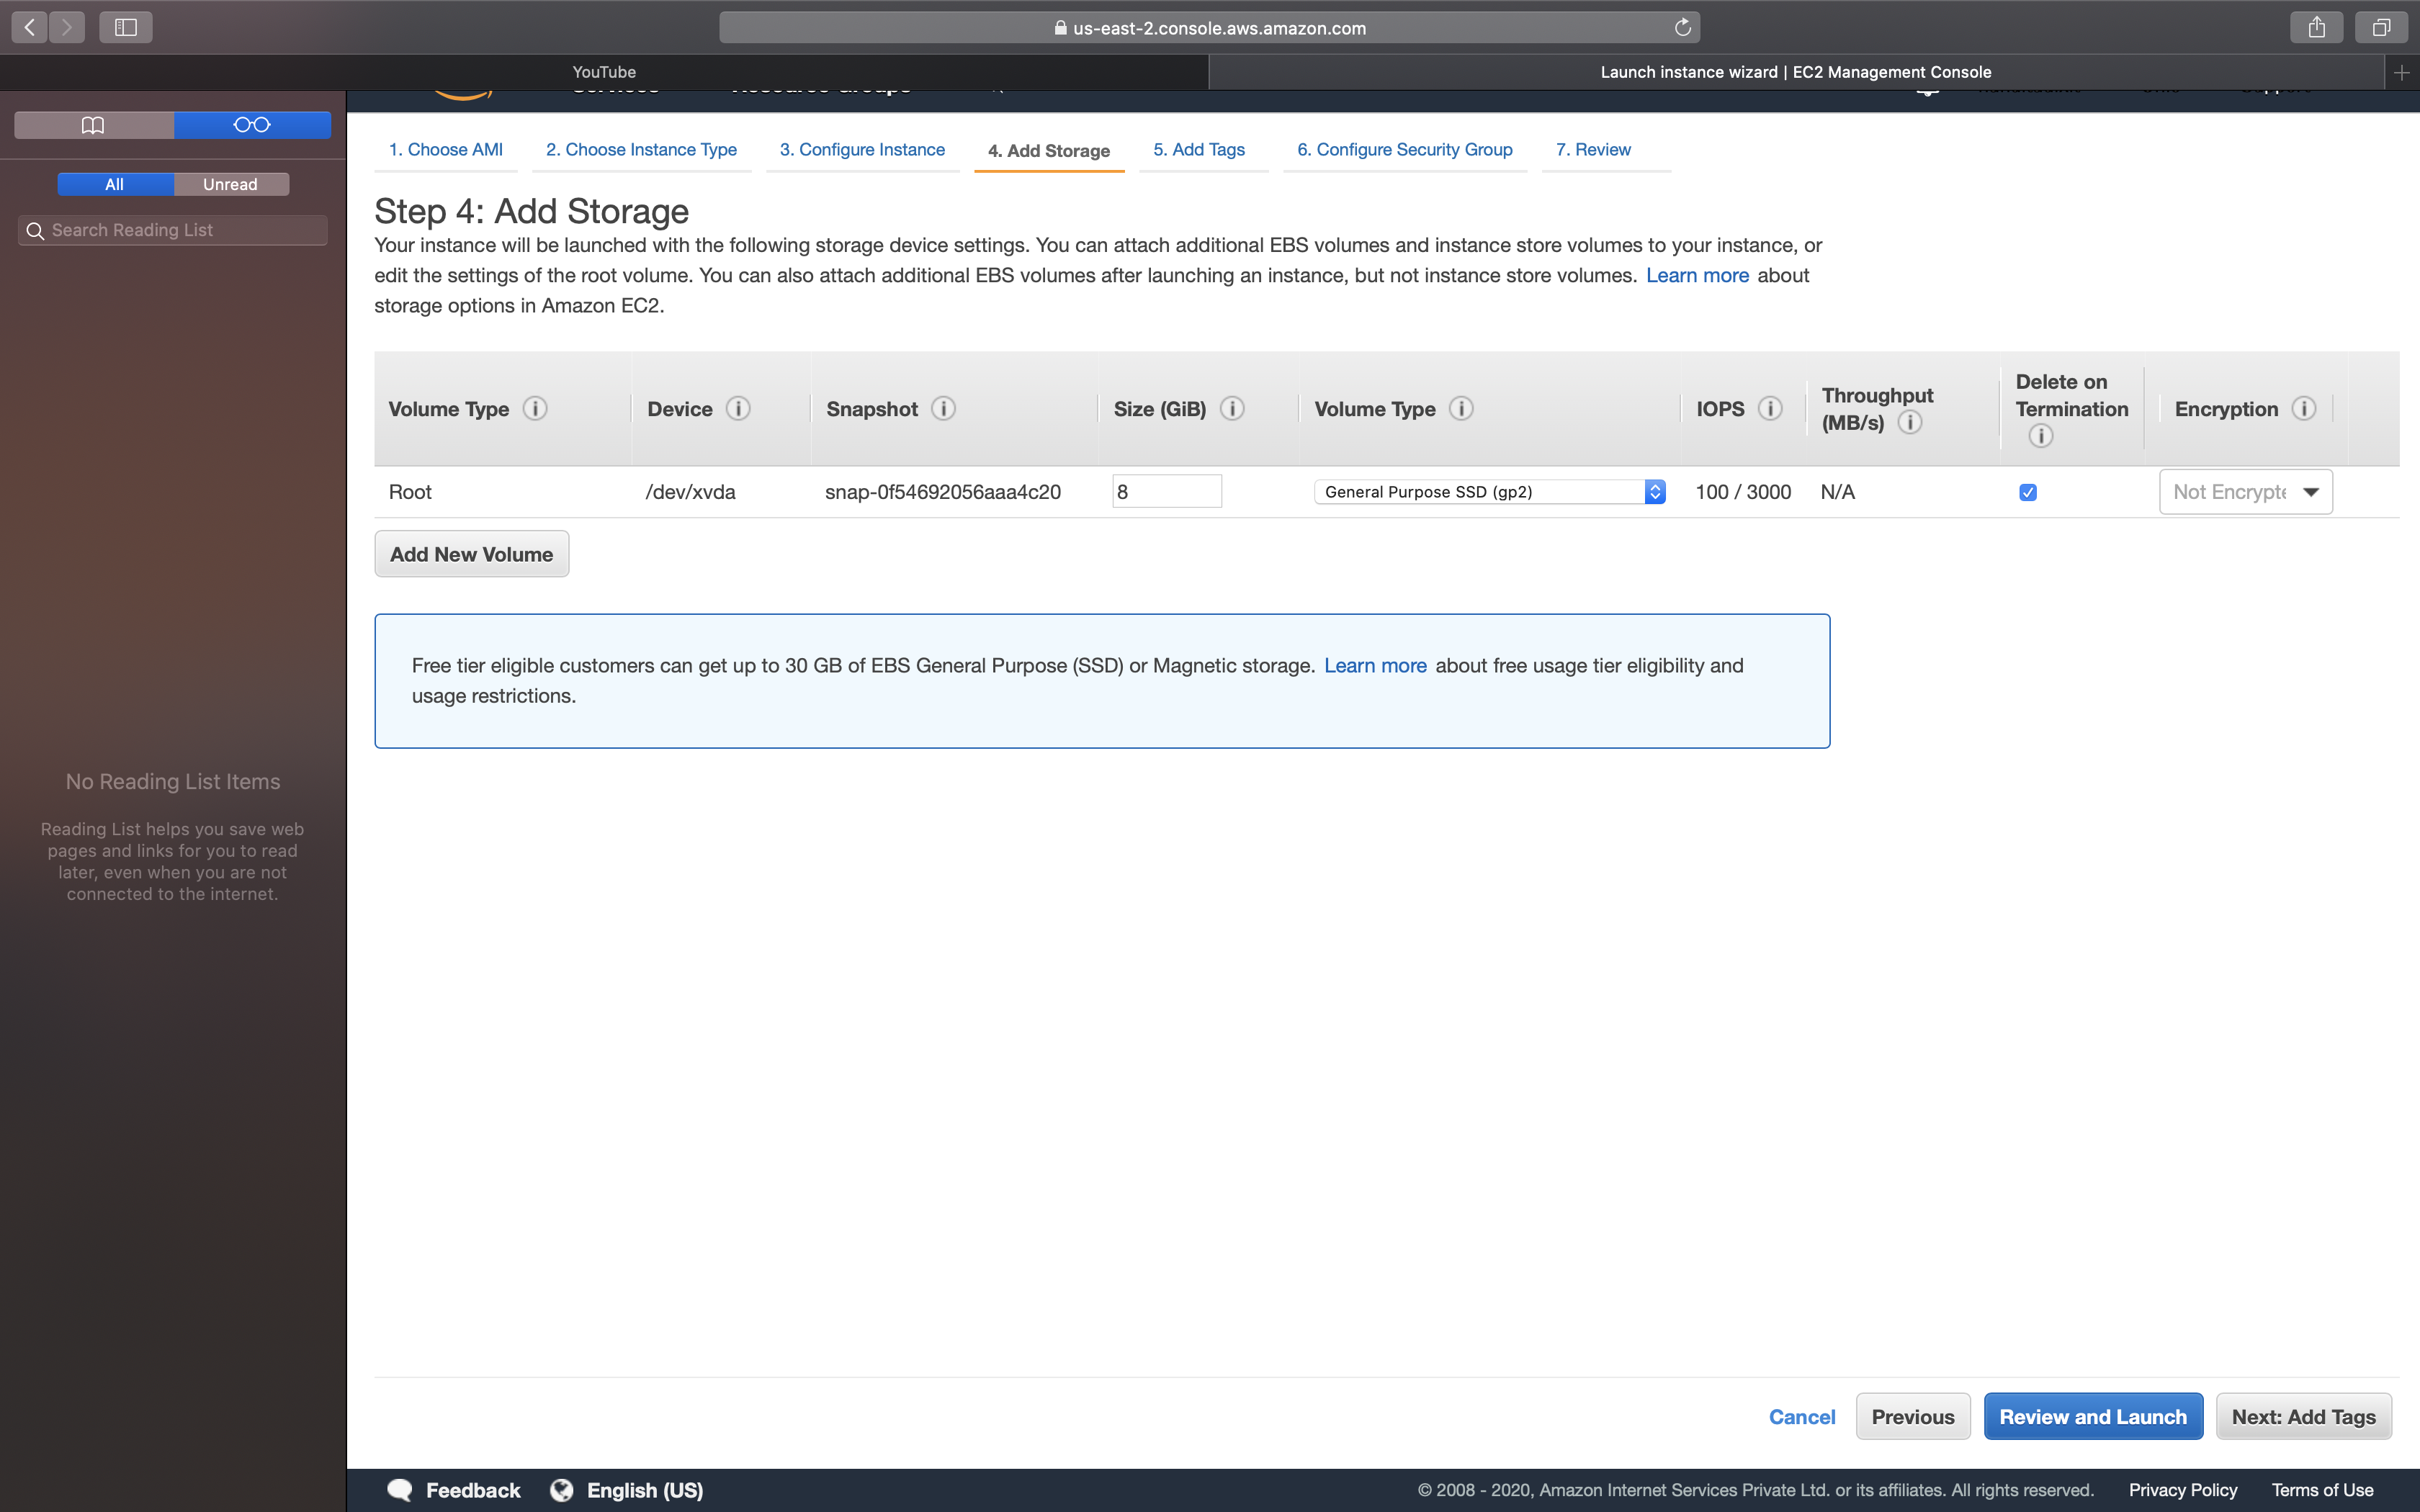 us-east-2.console.aws.amazon.com
YouTube
Launch instance wizard | EC2 Management Console
All
Unread
Search Reading List
No Reading List Items
Reading List helps you save web
pages and links for you to read
later, even when you are not
connected to the internet.
1. Choose AMI
2. Choose Instance Type
3. Configure Instance
4. Add Storage
5. Add Tags
6. Configure Security Group
7. Review
Step 4: Add Storage
Your instance will be launched with the following storage device settings. You can attach additional EBS volumes and instance store volumes to your instance, or
edit the settings of the root volume. You can also attach additional EBS volumes after launching an instance, but not instance store volumes. Learn more about
storage options in Amazon EC2.
Volume Type
Device
Snapshot
Size (GiB)
Volume Type
IOPS
Throughput
(MB/s)
Delete on
Termination
Encryption
Root
/dev/xvda
snap-0f54692056aaa4c20
8
General Purpose SSD (gp2)
100 / 3000
N/A
Not Encrypte
Add New Volume
Free tier eligible customers can get up to 30 GB of EBS General Purpose (SSD) or Magnetic storage. Learn more about free usage tier eligibility and
usage restrictions.
Cancel
Previous
Review and Launch
Next: Add Tags
Feedback
English (US)
© 2008 - 2020, Amazon Internet Services Private Ltd. or its affiliates. All rights reserved.
Privacy Policy
Terms of Use